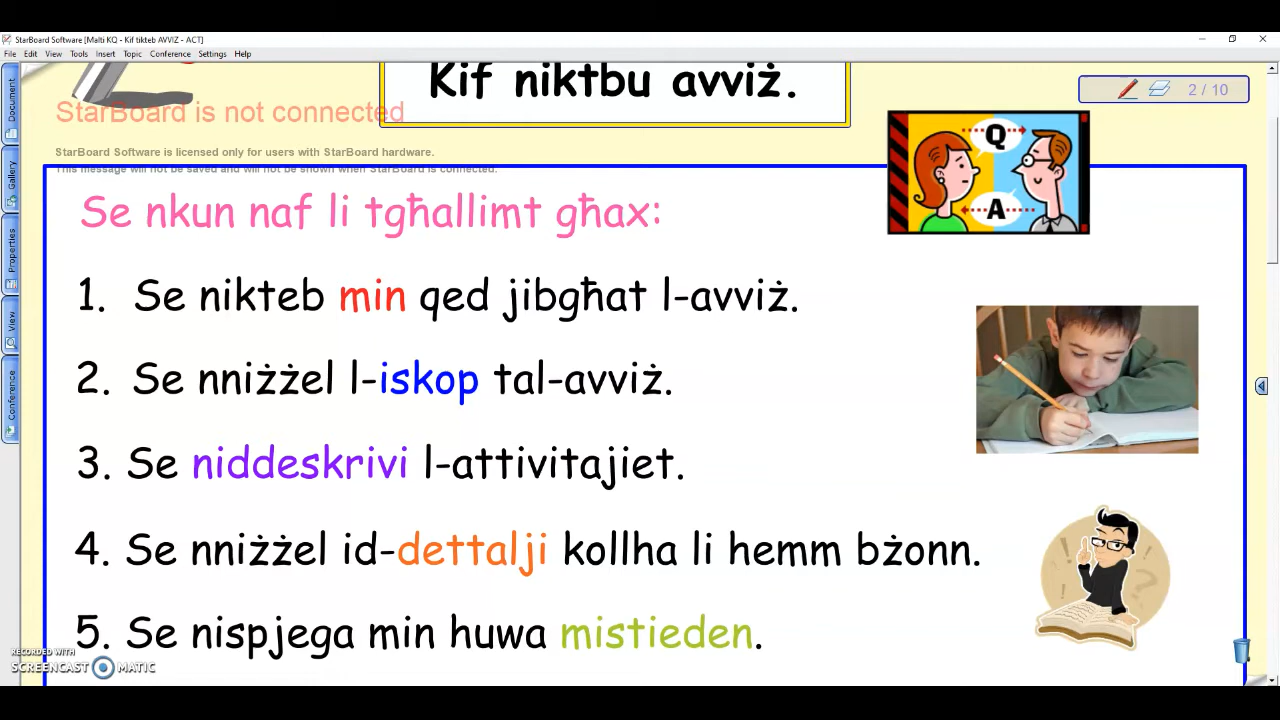 StarBoard Software [Malti KQ - Kif tikteb AVVIŻ - ACT]
File Edit View Tools Insert Topic Conference Settings Help
Kif niktbu avviż.
2 / 10
StarBoard is not connected
StarBoard Software is licensed only for users with StarBoard hardware.
This message will not be saved and will not be shown when StarBoard is connected.
Document
Gallery
Properties
View
Conference
Q
A
Se nkun naf li tgħallimt għax:
1. Se nikteb min qed jibgħat l-avviż.
2. Se nniżżel l-iskop tal-avviż.
3. Se niddeskrivi l-attivitajiet.
4. Se nniżżel id-dettalji kollha li hemm bżonn.
5. Se nispjega min huwa mistieden.
RECORDED WITH
SCREENCAST MATIC